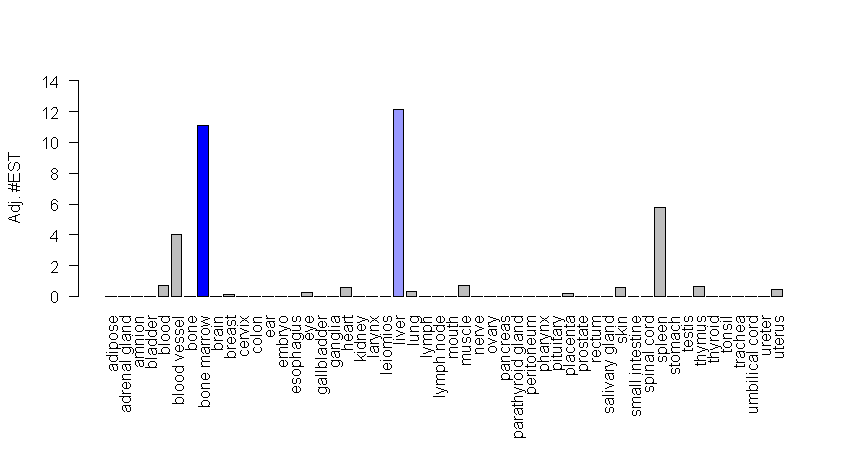 14
12
10
8
6
4
2
0
Adj. #EST
adipose
adrenal gland
amnion
bladder
blood
blood vessel
bone
bone marrow
brain
breast
cervix
colon
ear
embryo
esophagus
eye
gallbladder
ganglia
heart
kidney
larynx
leiomios
liver
lung
lymph
lymph node
mouth
muscle
nerve
ovary
pancreas
parathyroid gland
peritoneum
pharynx
pituitary
placenta
prostate
rectum
salivary gland
skin
small intestine
spinal cord
spleen
stomach
testis
thymus
thyroid
tonsil
trachea
umbilical cord
ureter
uterus